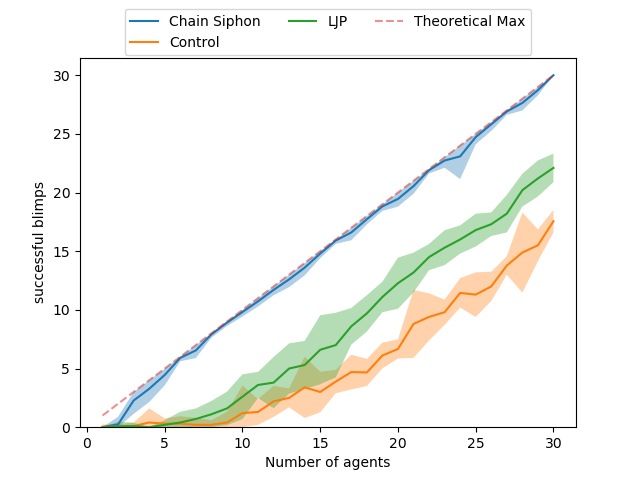 Chain Siphon LJP Theoretical Max
Control
30
25
20
15
10
5
0
successful blimps
0 5 10 15 20 25 30
Number of agents